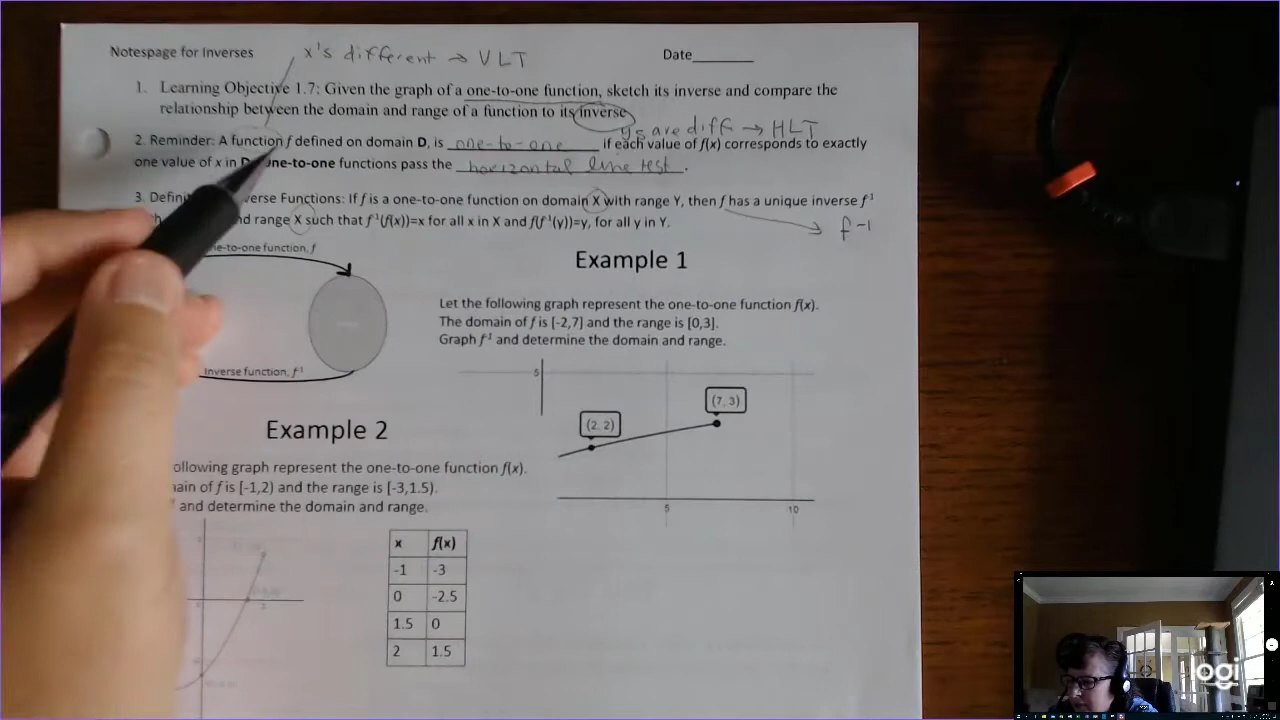 Notespage for Inverses x's different → VLT Date________
1. Learning Objective 1.7: Given the graph of a one-to-one function, sketch its inverse and compare the
relationship between the domain and range of a function to its inverse
ys are diff → HLT
2. Reminder: A function f defined on domain D, is one-to-one if each value of f(x) corresponds to exactly
one value of x in D. one-to-one functions pass the horizontal line test.
3. Definit verse Functions: If f is a one-to-one function on domain X with range Y, then f has a unique inverse f⁻¹
nd range X such that f⁻¹(f(x))=x for all x in X and f(f⁻¹(y))=y, for all y in Y.
f⁻¹
ne-to-one function, f
Inverse function, f⁻¹
Example 1
Let the following graph represent the one-to-one function f(x).
The domain of f is [-2,7] and the range is [0,3].
Graph f⁻¹ and determine the domain and range.
5
(7, 3)
(2, 2)
5 10
Example 2
ollowing graph represent the one-to-one function f(x).
ain of f is [-1,2) and the range is [-3,1.5).
and determine the domain and range.
x f(x)
-1 -3
0 -2.5
1.5 0
2 1.5
logi